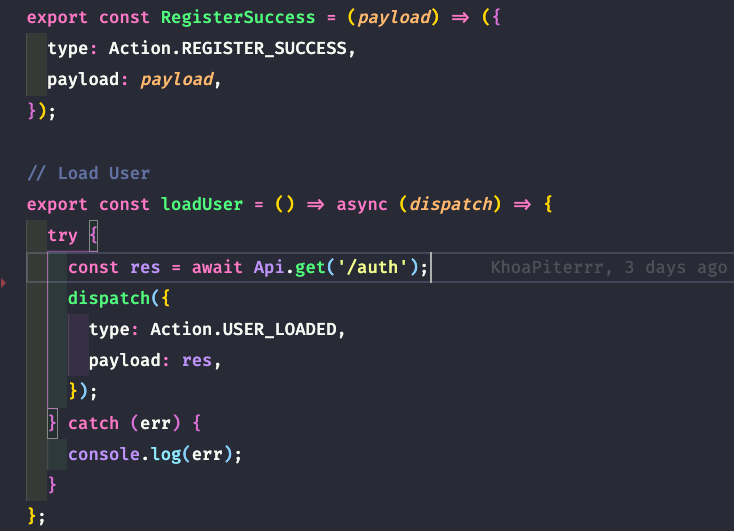 export const RegisterSuccess = (payload) => ({
  type: Action.REGISTER_SUCCESS,
  payload: payload,
});

// Load User
export const loadUser = () => async (dispatch) => {
  try {
    const res = await Api.get('/auth'); KhoaPiterrr, 3 days ago
    dispatch({
      type: Action.USER_LOADED,
      payload: res,
    });
  } catch (err) {
    console.log(err);
  }
};